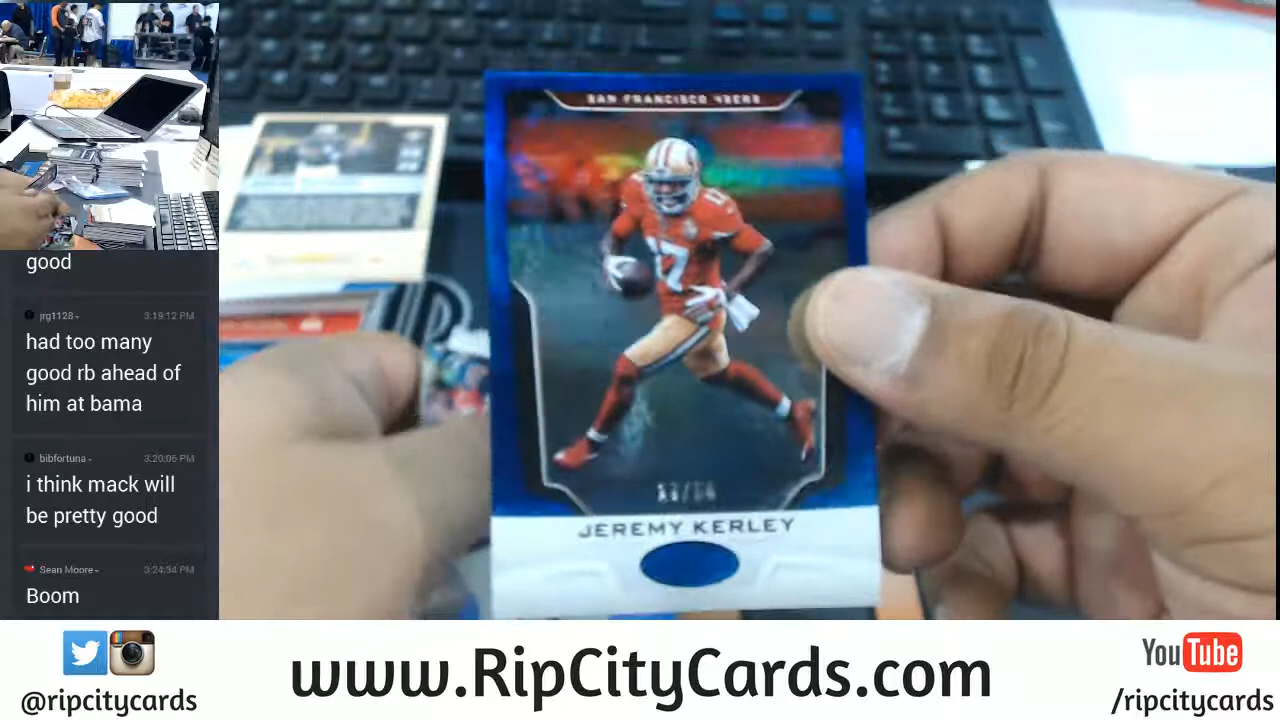 good
jrg1128
3:19:12 PM
had too many
good rb ahead of
him at bama
bibfortuna
3:20:06 PM
i think mack will
be pretty good
Sean Moore
3:24:34 PM
Boom
SAN FRANCISCO 49ERS
17
JEREMY KERLEY
@ripcitycards
www.RipCityCards.com
YouTube
/ripcitycards